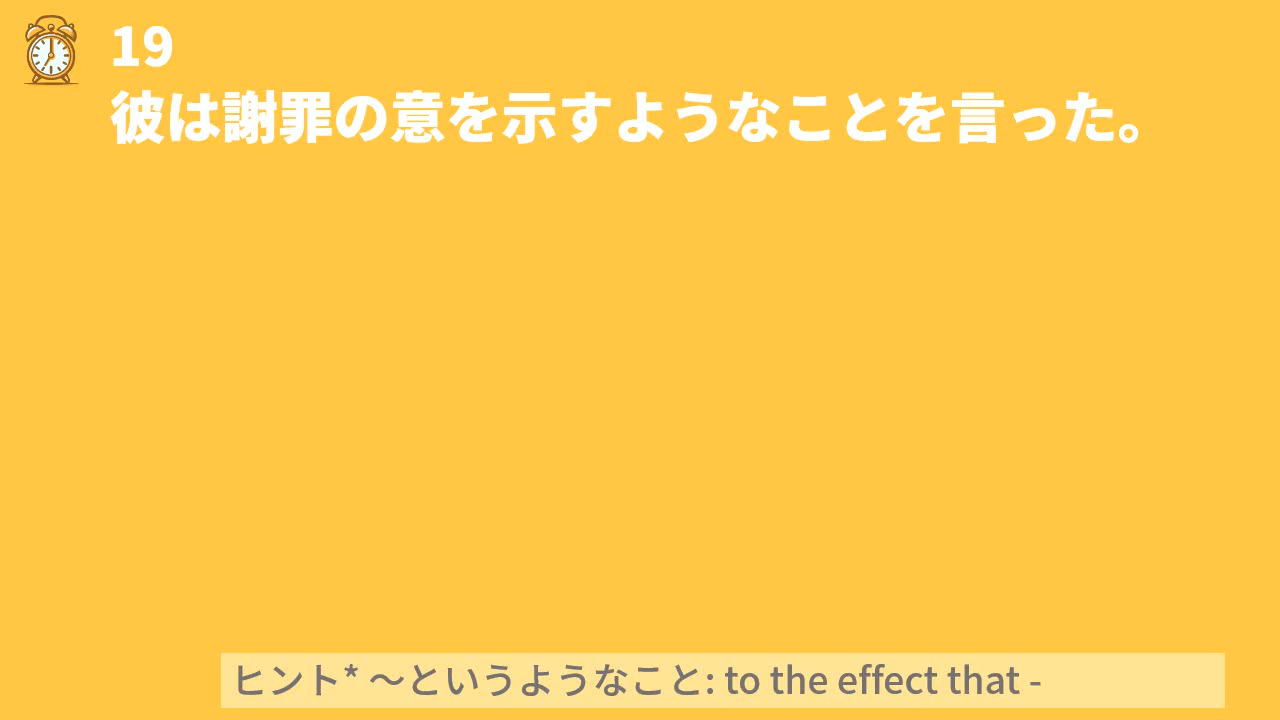 19
彼は謝罪の意を示すようなことを言った。
ヒント* 〜というようなこと: to the effect that -